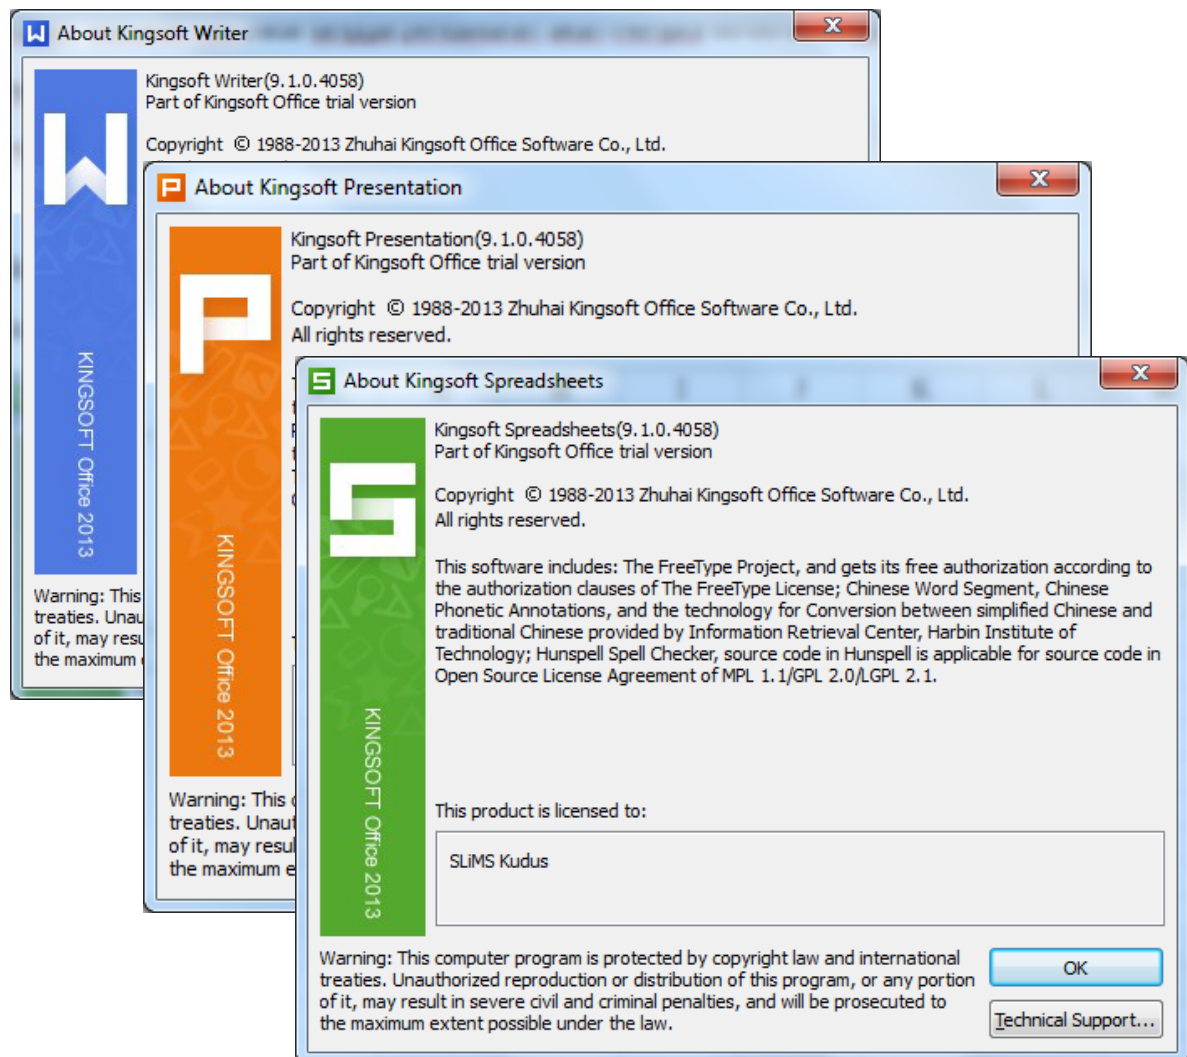 About Kingsoft Writer
Kingsoft Writer(9.1.0.4058)
Part of Kingsoft Office trial version
Copyright © 1988-2013 Zhuhai Kingsoft Office Software Co., Ltd.
KINGSOFT Office 2013
Warning: This
treaties.
of it, may
the maximum
About Kingsoft Presentation
Kingsoft Presentation(9.1.0.4058)
Part of Kingsoft Office trial version
Copyright © 1988-2013 Zhuhai Kingsoft Office Software Co., Ltd.
All rights reserved.
KINGSOFT Office 2013
Warning: This
treaties.
of it, may
the maximum
About Kingsoft Spreadsheets
Kingsoft Spreadsheets(9.1.0.4058)
Part of Kingsoft Office trial version
Copyright © 1988-2013 Zhuhai Kingsoft Office Software Co., Ltd.
All rights reserved.
This software includes: The FreeType Project, and gets its free authorization according to
the authorization clauses of The FreeType License; Chinese Word Segment, Chinese
Phonetic Annotations, and the technology for Conversion between simplified Chinese and
traditional Chinese provided by Information Retrieval Center, Harbin Institute of
Technology; Hunspell Spell Checker, source code in Hunspell is applicable for source code in
Open Source License Agreement of MPL 1.1/GPL 2.0/LGPL 2.1.
KINGSOFT Office 2013
This product is licensed to:
SLiMS Kudus
Warning: This computer program is protected by copyright law and international
treaties. Unauthorized reproduction or distribution of this program, or any portion
of it, may result in severe civil and criminal penalties, and will be prosecuted to
the maximum extent possible under the law.
OK
Technical Support...